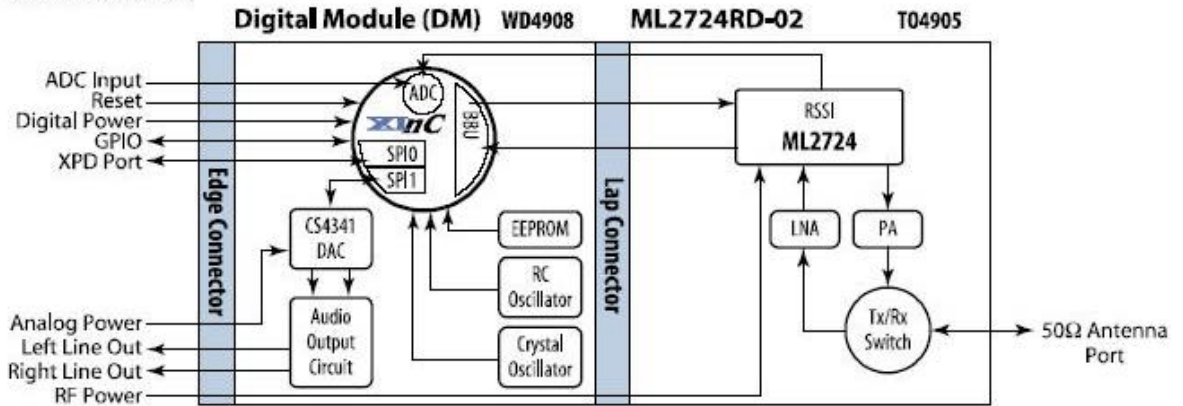 Digital Module (DM) WD4908 ML2724RD-02 TO4905
ADC Input
Reset
Digital Power
GPIO
XPD Port
Analog Power
Left Line Out
Right Line Out
RF Power
Edge Connector
ADC
XInC
BBU
SPI0
SPI1
CS4341
DAC
Audio
Output
Circuit
EEPROM
RC
Oscillator
Crystal
Oscillator
Lap Connector
RSSI
ML2724
LNA
PA
Tx/Rx
Switch
50Ω Antenna
Port